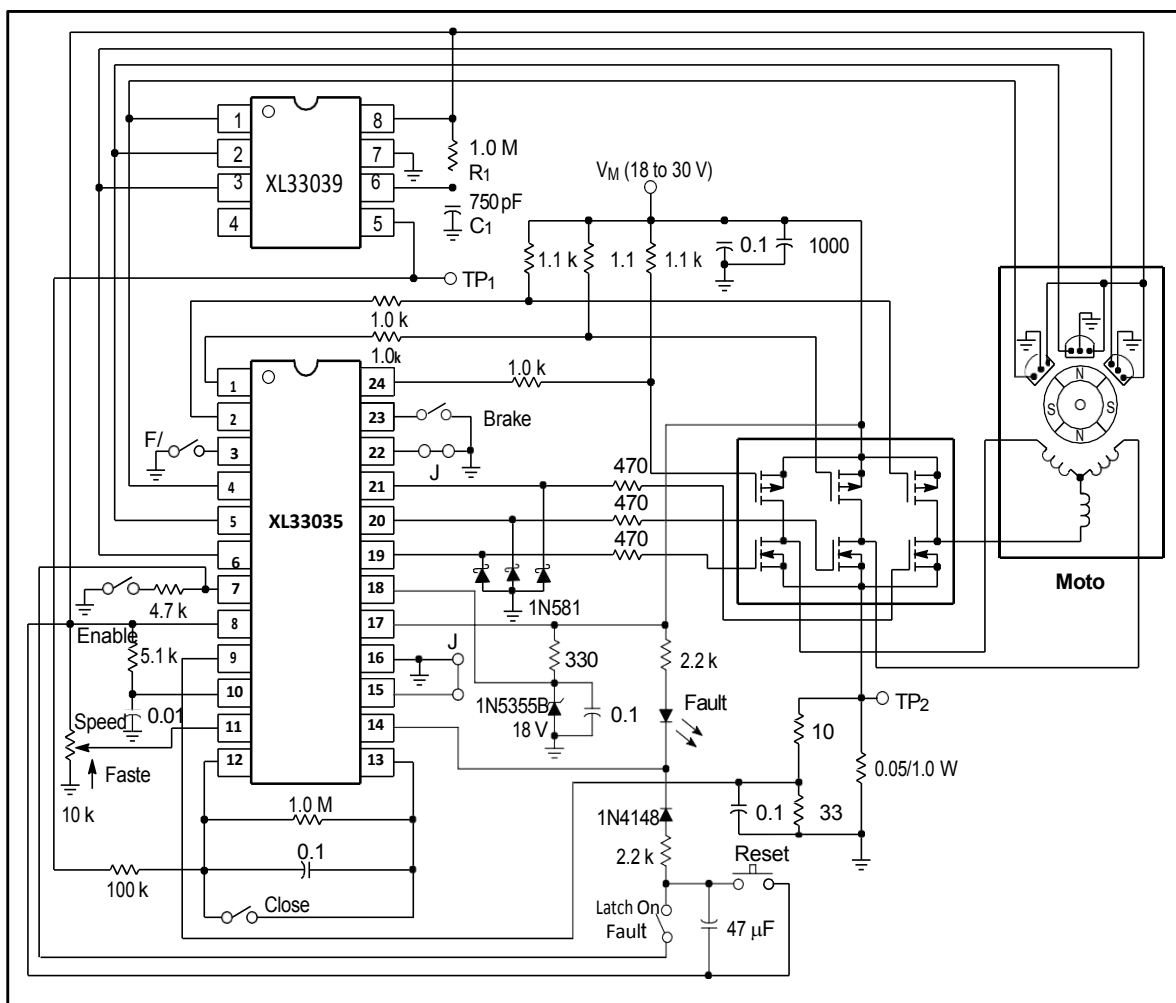 1
2
3
4
XL33039
8
7
6
5
1.0 M
R1
750 pF
C1
TP1
VM (18 to 30 V)
1.1 k
1.1
1.1 k
0.1
1000
1.0 k
1.0k
1.0 k
1
2
3
4
5
6
7
8
9
10
11
12
XL33035
24
23
22
21
20
19
18
17
16
15
14
13
Brake
J
F/
470
470
470
1N581
4.7 k
Enable
5.1 k
0.01
Speed
Faste
10 k
J
330
1N5355B
18 V
0.1
2.2 k
Fault
N
S
S
N
Moto
TP2
10
0.05/1.0 W
0.1
33
1N4148
2.2 k
Reset
Latch On
Fault
47 μF
1.0 M
0.1
100 k
Close